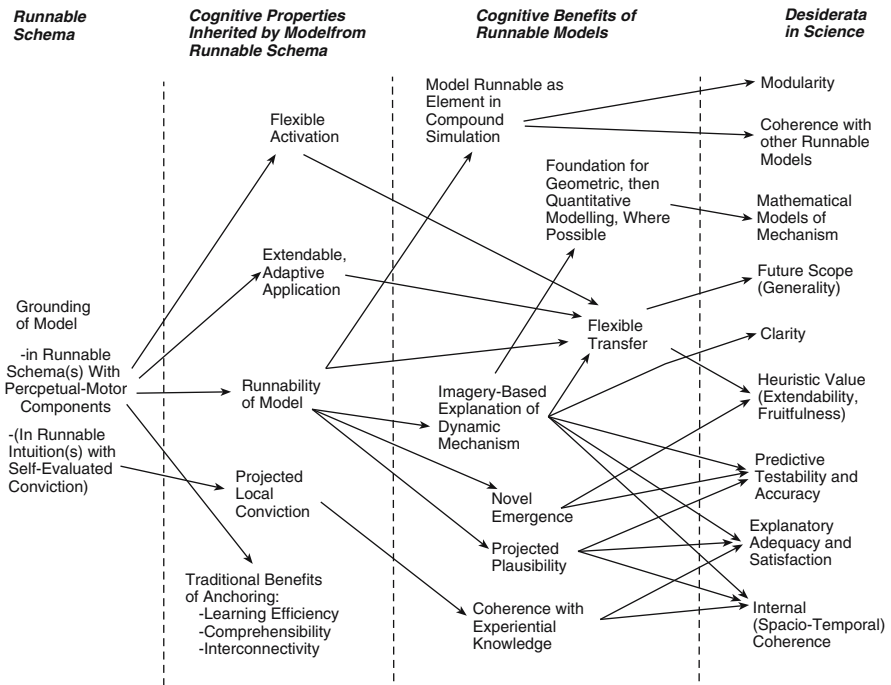 Runnable
Schema
Cognitive Properties
Inherited by Modelfrom
Runnable Schema
Cognitive Benefits of
Runnable Models
Desiderata
in Science
Grounding
of Model
-in Runnable
Schema(s) With
Percpetual-Motor
Components
-(In Runnable
Intuition(s) with
Self-Evaluated
Conviction)
Flexible
Activation
Extendable,
Adaptive
Application
Runnability
of Model
Projected
Local
Conviction
Traditional Benefits
of Anchoring:
-Learning Efficiency
-Comprehensibility
-Interconnectivity
Model Runnable as
Element in
Compound
Simulation
Foundation for
Geometric, then
Quantitative
Modelling, Where
Possible
Flexible
Transfer
Imagery-Based
Explanation of
Dynamic
Mechanism
Novel
Emergence
Projected
Plausibility
Coherence with
Experiential
Knowledge
Modularity
Coherence with
other Runnable
Models
Mathematical
Models of
Mechanism
Future Scope
(Generality)
Clarity
Heuristic Value
(Extendability,
Fruitfulness)
Predictive
Testability and
Accuracy
Explanatory
Adequacy and
Satisfaction
Internal
(Spacio-Temporal)
Coherence